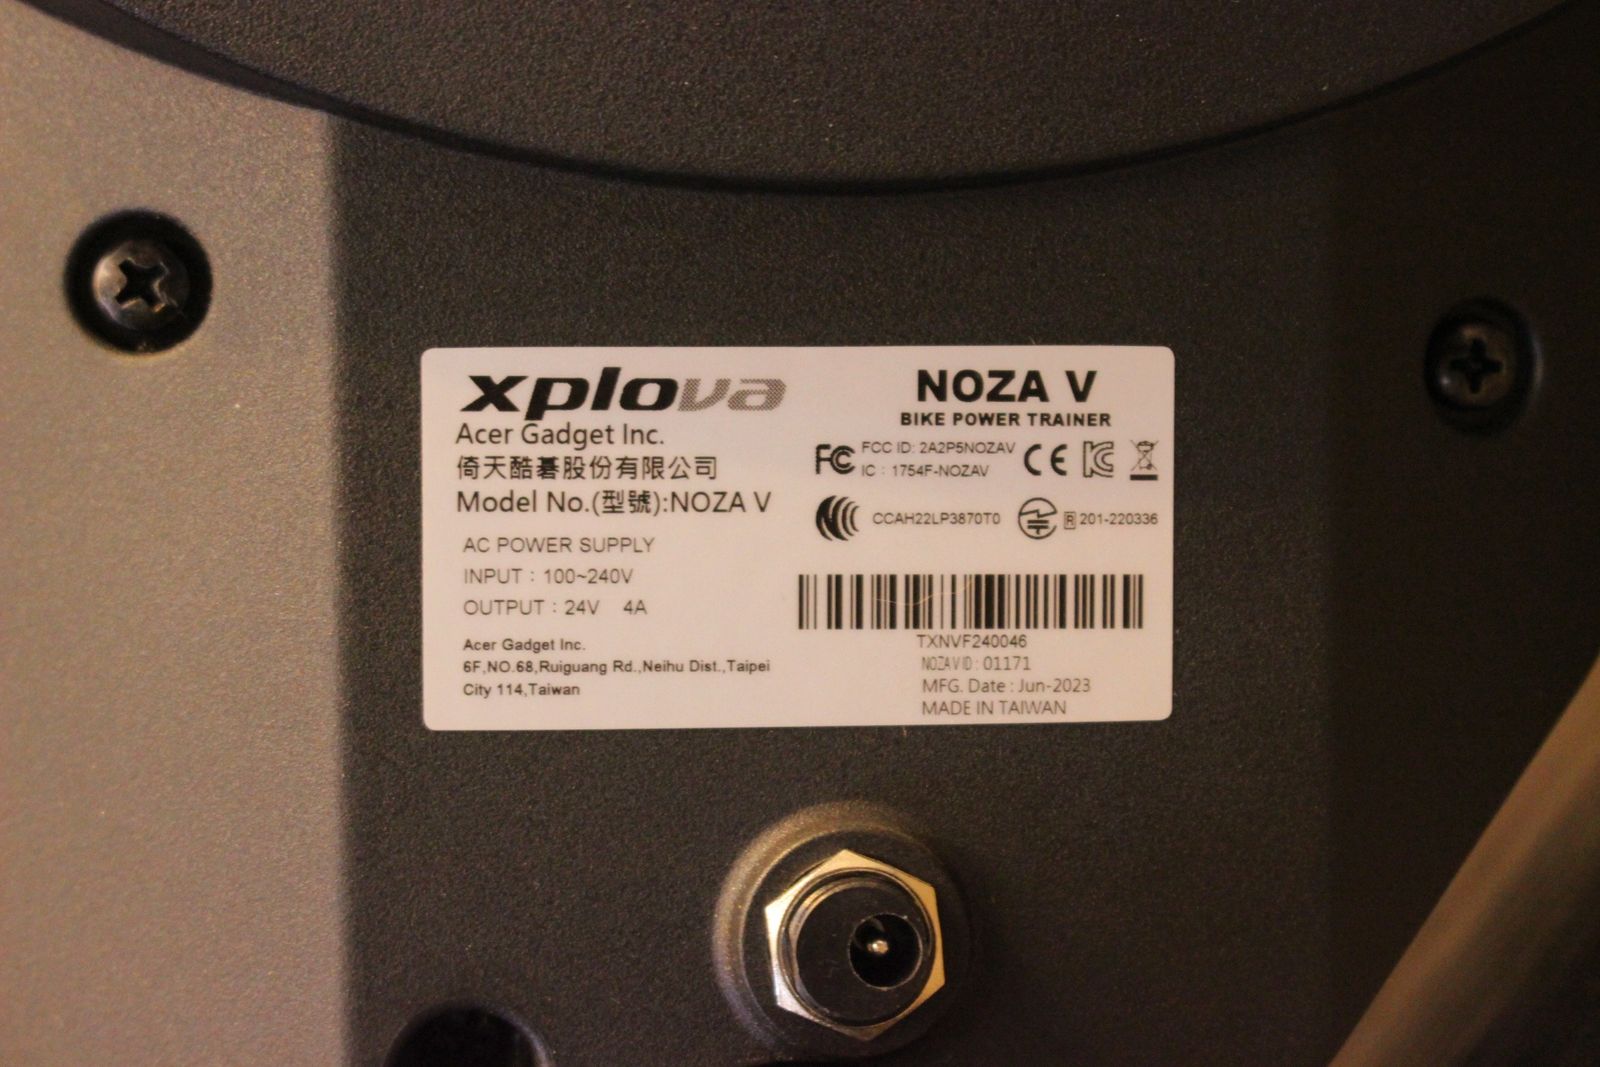 xplova
Acer Gadget Inc.
倚天酷碁股份有限公司
Model No.(型號):NOZA V
AC POWER SUPPLY
INPUT : 100~240V
OUTPUT : 24V 4A
Acer Gadget Inc.
6F,NO.68,Ruiguang Rd.,Neihu Dist.,Taipei
City 114,Taiwan
NOZA V
BIKE POWER TRAINER
FC FCC ID: 2A2P5NOZAV
IC : 1754F-NOZAV
CE
CCAH22LP3870T0
R 201-220336
TXNVF240046
NOZAV ID: 01171
MFG. Date : Jun-2023
MADE IN TAIWAN